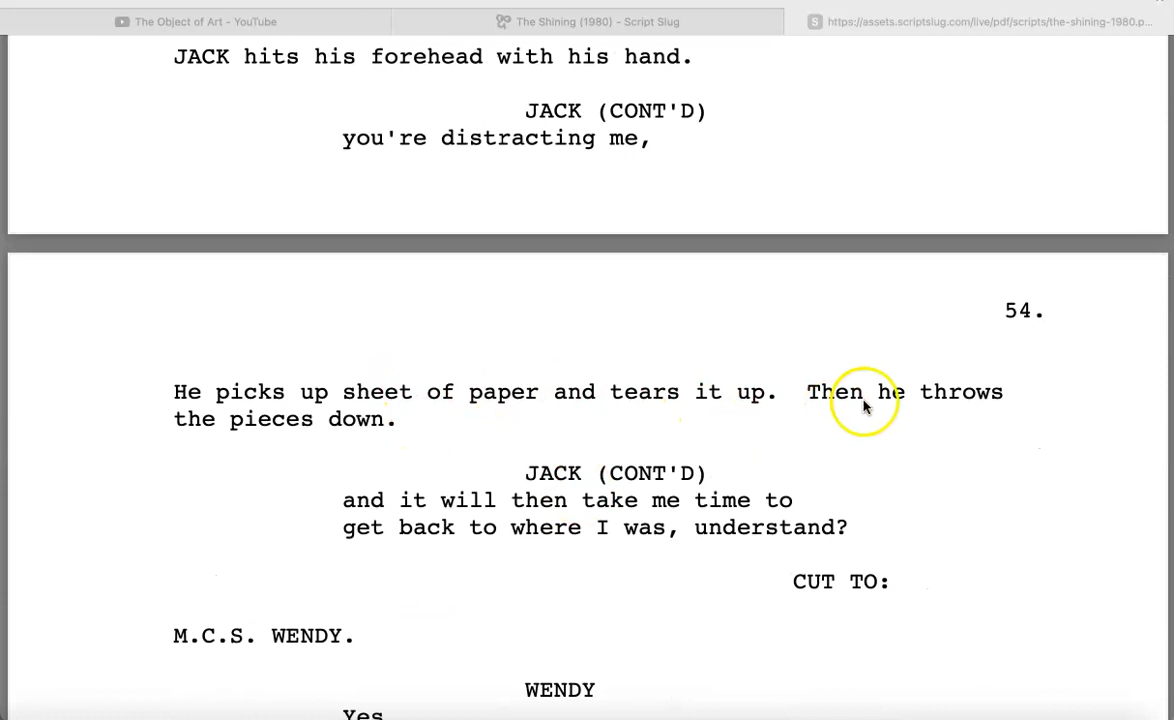 The Object of Art - YouTube
The Shining (1980) - Script Slug
S https://assets.scriptslug.com/live/pdf/scripts/the-shining-1980.p...
JACK hits his forehead with his hand.
JACK (CONT'D)
you're distracting me,
54.
He picks up sheet of paper and tears it up. Then he throws
the pieces down.
JACK (CONT'D)
and it will then take me time to
get back to where I was, understand?
CUT TO:
M.C.S. WENDY.
WENDY
Yes